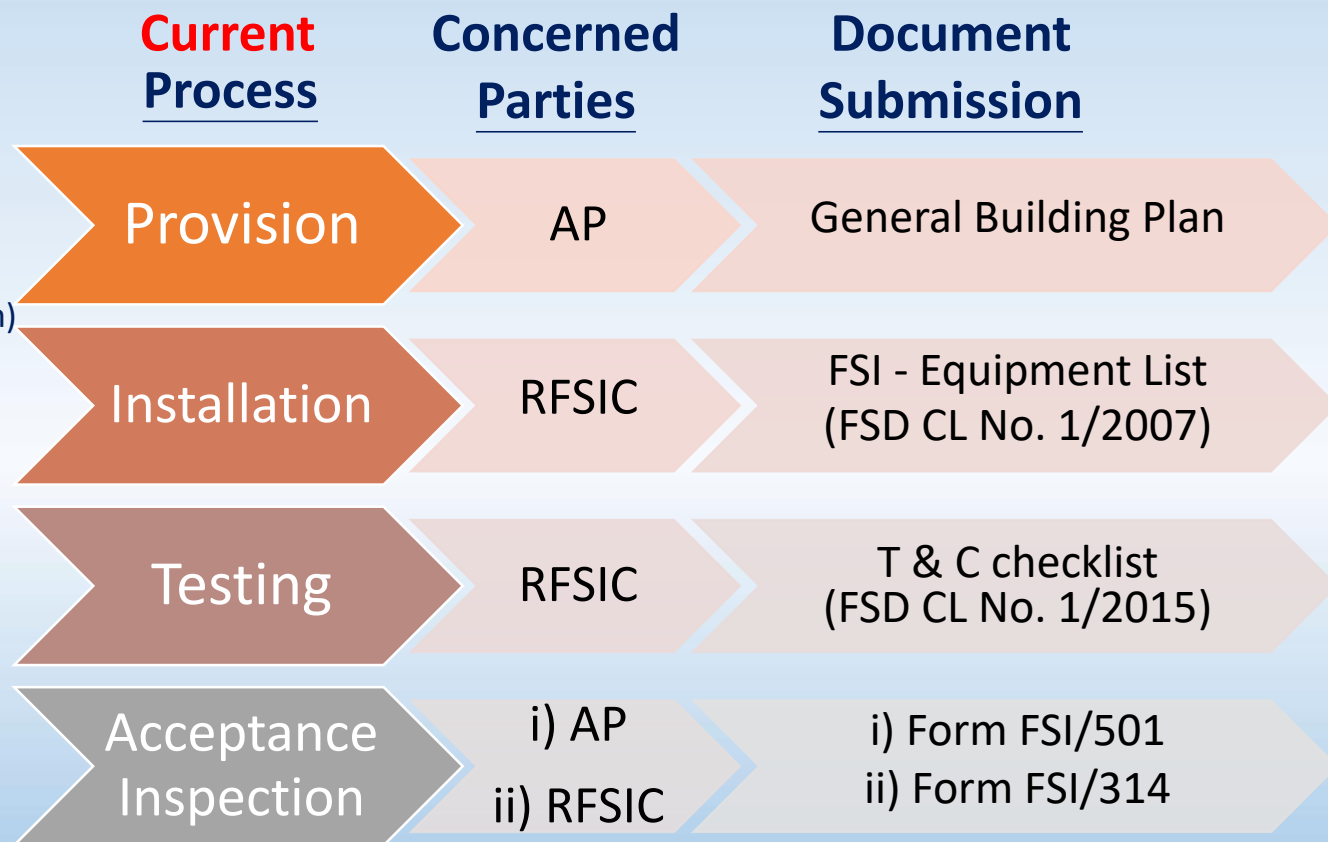 Current
Process
Concerned
Parties
Document
Submission
Provision
AP
General Building Plan
Installation
RFSIC
FSI - Equipment List
(FSD CL No. 1/2007)
Testing
RFSIC
T & C checklist
(FSD CL No. 1/2015)
Acceptance
Inspection
i) AP
ii) RFSIC
i) Form FSI/501
ii) Form FSI/314